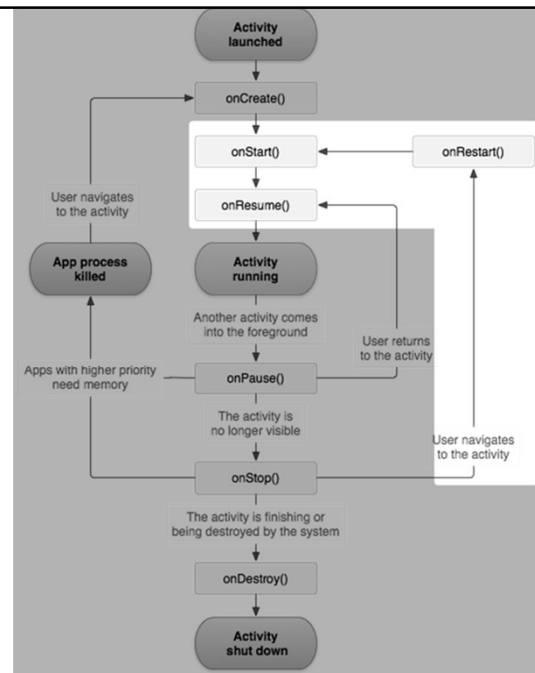 Activity
launched
onCreate()
onStart()
onRestart()
User navigates
to the activity
onResume()
App process
killed
Activity
running
Another activity comes
into the foreground
User returns
to the activity
Apps with higher priority
need memory
onPause()
The activity is
no longer visible
User navigates
to the activity
onStop()
The activity is finishing or
being destroyed by the system
onDestroy()
Activity
shut down